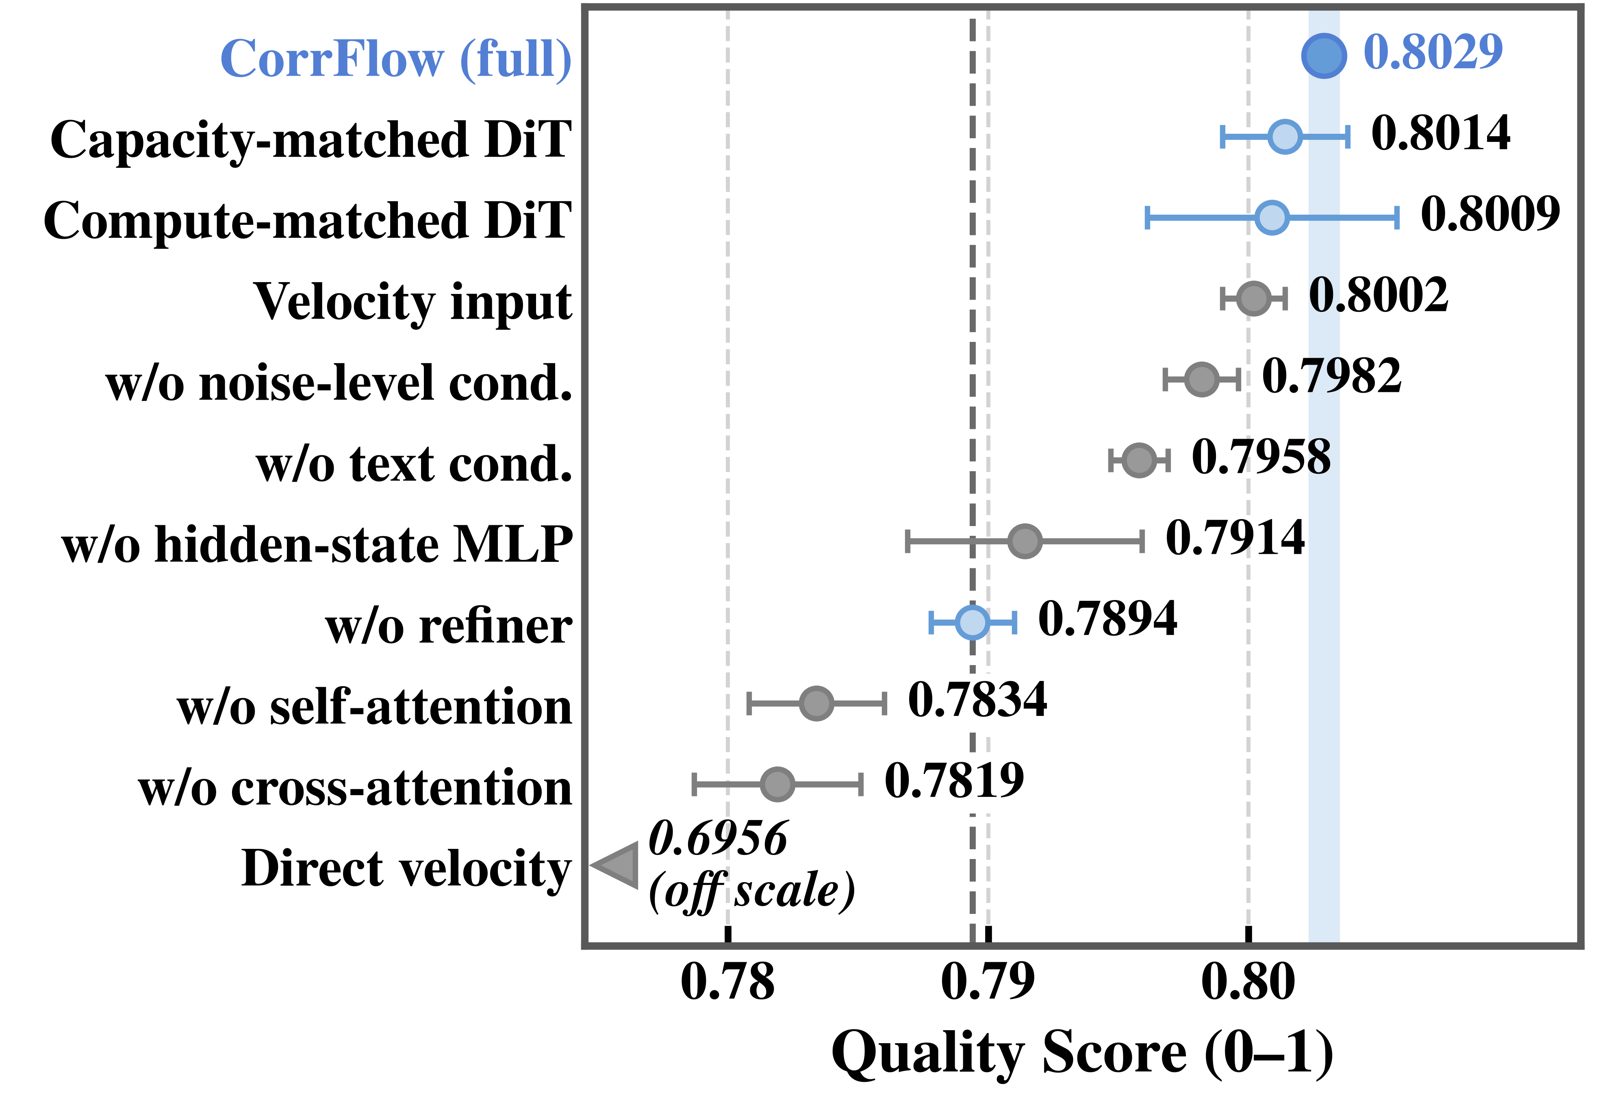 CorrFlow (full) 0.8029
Capacity-matched DiT 0.8014
Compute-matched DiT 0.8009
Velocity input 0.8002
w/o noise-level cond. 0.7982
w/o text cond. 0.7958
w/o hidden-state MLP 0.7914
w/o refiner 0.7894
w/o self-attention 0.7834
w/o cross-attention 0.7819
Direct velocity 0.6956
(off scale)
0.78 0.79 0.80
Quality Score (0–1)